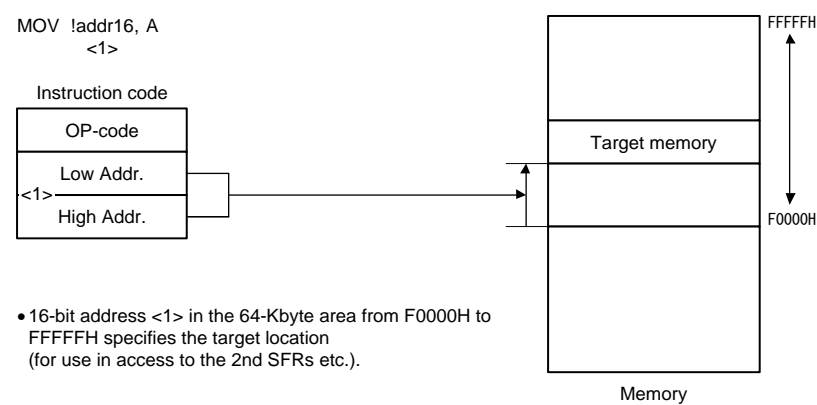 MOV !addr16, A
<1>
Instruction code
OP-code
Low Addr.
<1>
High Addr.
FFFFFH
Target memory
F0000H
• 16-bit address <1> in the 64-Kbyte area from F0000H to
FFFFFH specifies the target location
(for use in access to the 2nd SFRs etc.).
Memory